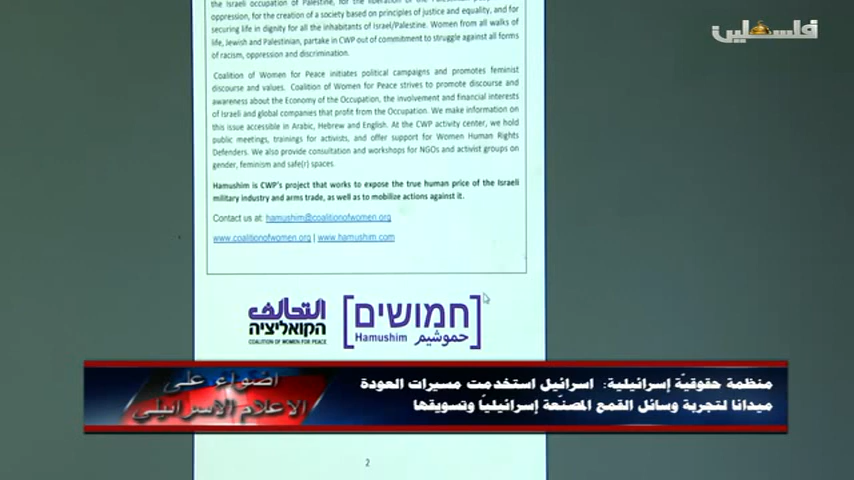 فلسطين
the Israeli occupation of Palestine, for the liberation of the Palestinian
oppression, for the creation of a society based on principles of justice and equality, and for
securing life in dignity for all the inhabitants of Israel/Palestine. Women from all walks of
life, Jewish and Palestinian, partake in CWP out of commitment to struggle against all forms
of racism, oppression and discrimination.
Coalition of Women for Peace initiates political campaigns and promotes feminist
discourse and values. Coalition of Women for Peace strives to promote discourse and
awareness about the Economy of the Occupation, the involvement and financial interests
of Israeli and global companies that profit from the Occupation. We make information on
this issue accessible in Arabic, Hebrew and English. At the CWP activity center, we hold
public meetings, trainings for activists, and offer support for Women Human Rights
Defenders. We also provide consultation and workshops for NGOs and activist groups on
gender, feminism and safe(r) spaces.
Hamushim is CWP's project that works to expose the true human price of the Israeli
military industry and arms trade, as well as to mobilize actions against it.
Contact us at: hamushim@coalitionofwomen.org
www.coalitionofwomen.org | www.hamushim.com
التحالف
הקואליציה
COALITION OF WOMEN FOR PEACE
[חמושים]
Hamushim حموشيم
منظمة حقوقيّة إسرائيلية: اسرائيل استخدمت مسيرات العودة
ميدانا لتجربة وسائل القمع المصنّعة إسرائيلياً وتسويقها
اضواء على
الاعلام الاسرائيلي
2